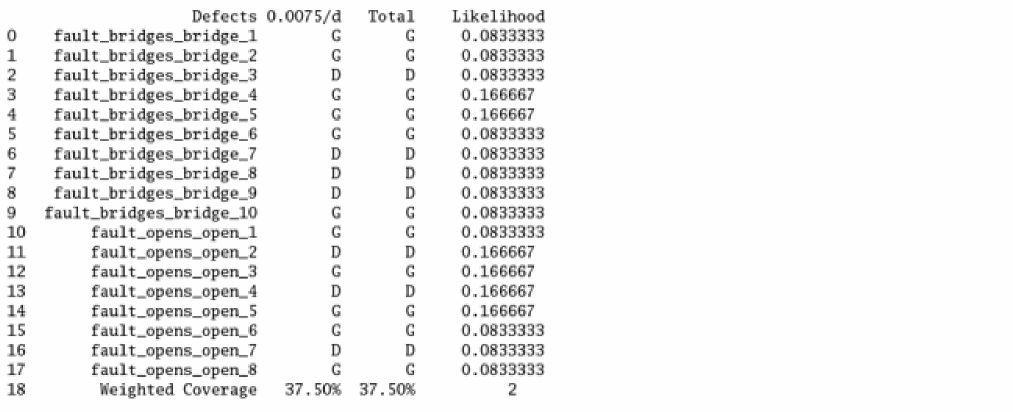 Defects 0.0075/d Total Likelihood
0 fault_bridges_bridge_1 G G 0.0833333
1 fault_bridges_bridge_2 G G 0.0833333
2 fault_bridges_bridge_3 D D 0.0833333
3 fault_bridges_bridge_4 G G 0.166667
4 fault_bridges_bridge_5 G G 0.166667
5 fault_bridges_bridge_6 G G 0.0833333
6 fault_bridges_bridge_7 D D 0.0833333
7 fault_bridges_bridge_8 D D 0.0833333
8 fault_bridges_bridge_9 D D 0.0833333
9 fault_bridges_bridge_10 G G 0.0833333
10 fault_opens_open_1 G G 0.0833333
11 fault_opens_open_2 D D 0.166667
12 fault_opens_open_3 G G 0.166667
13 fault_opens_open_4 D D 0.166667
14 fault_opens_open_5 G G 0.166667
15 fault_opens_open_6 G G 0.0833333
16 fault_opens_open_7 D D 0.0833333
17 fault_opens_open_8 G G 0.0833333
18 Weighted Coverage 37.50% 37.50% 2